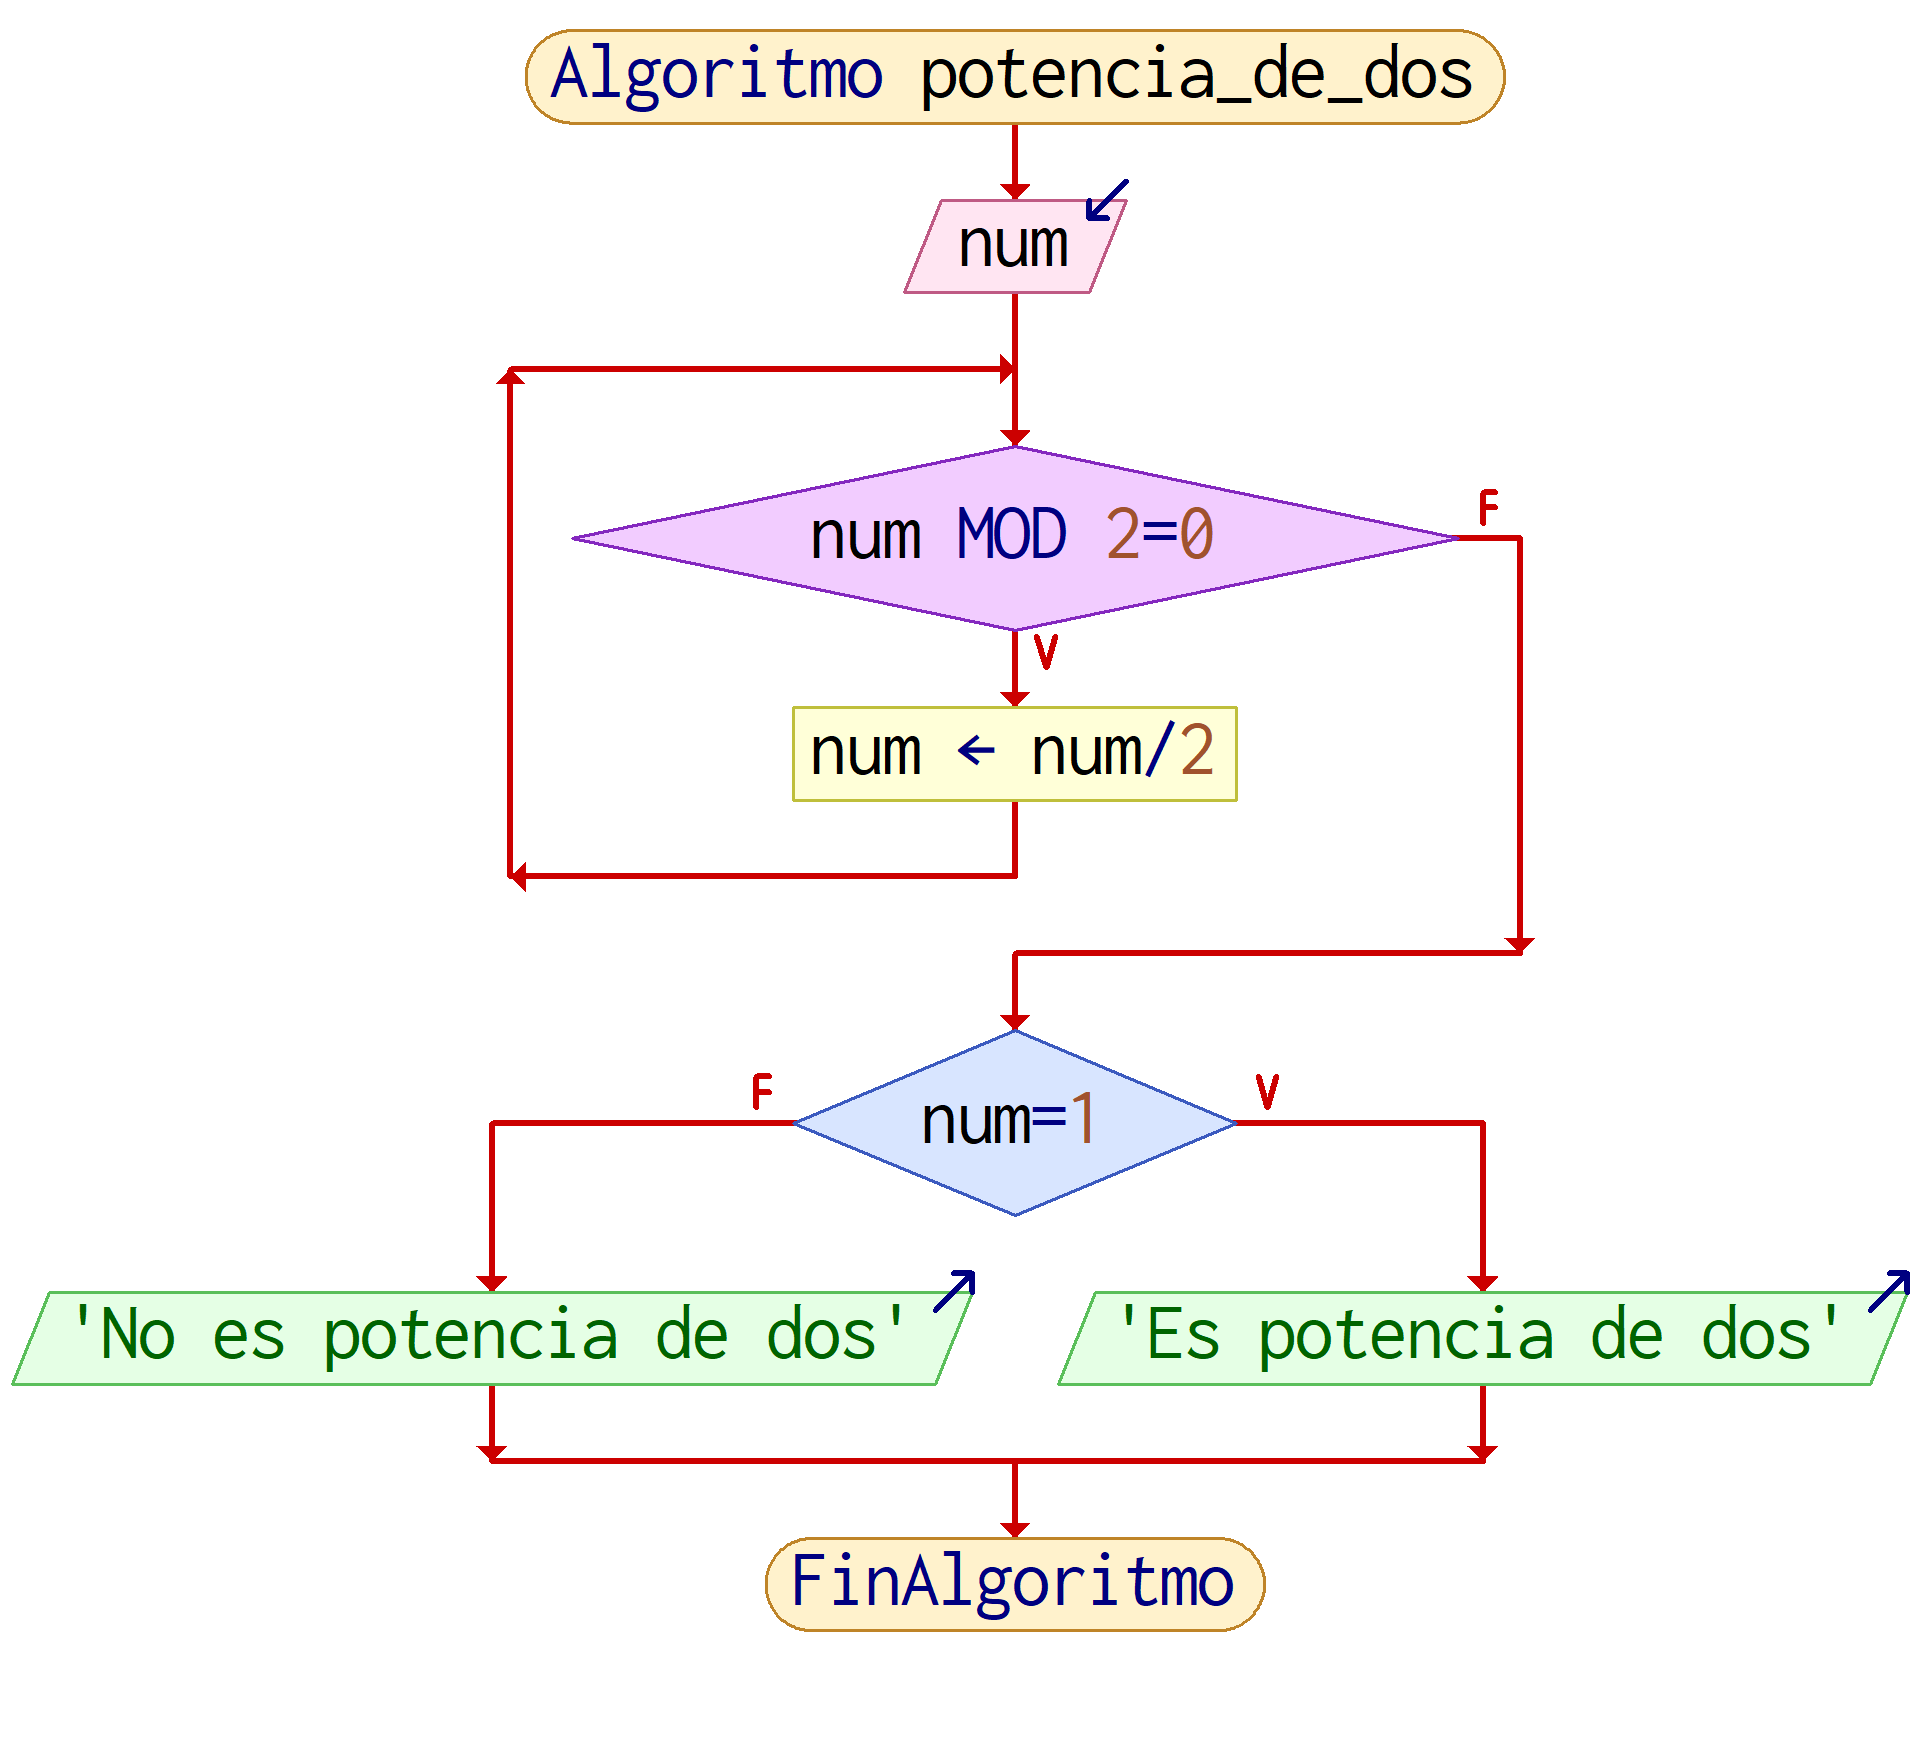 Algoritmo potencia_de_dos
num
num MOD 2=0
F
V
num ← num/2
num=1
F
V
'No es potencia de dos'
'Es potencia de dos'
FinAlgoritmo